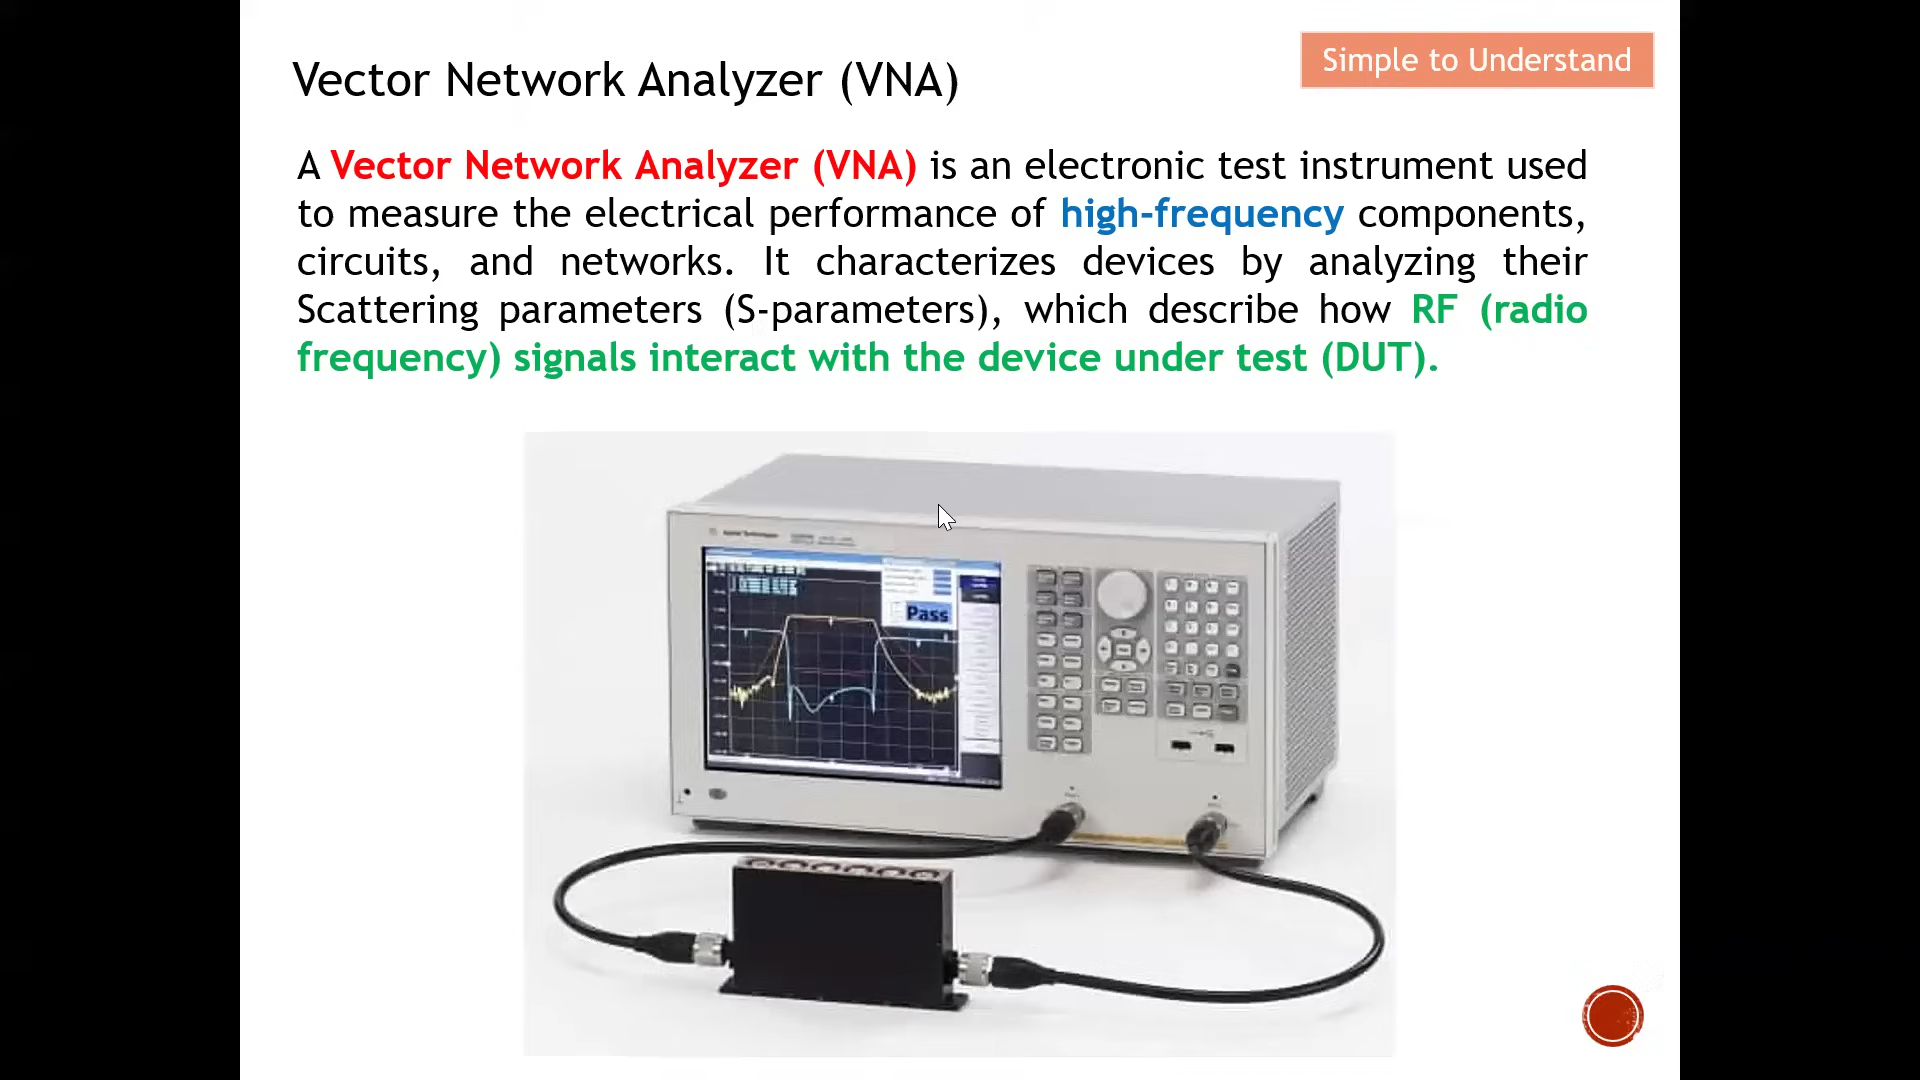 Vector Network Analyzer (VNA)
Simple to Understand
A Vector Network Analyzer (VNA) is an electronic test instrument used
to measure the electrical performance of high-frequency components,
circuits, and networks. It characterizes devices by analyzing their
Scattering parameters (S-parameters), which describe how RF (radio
frequency) signals interact with the device under test (DUT).
Agilent Technologies
Pass